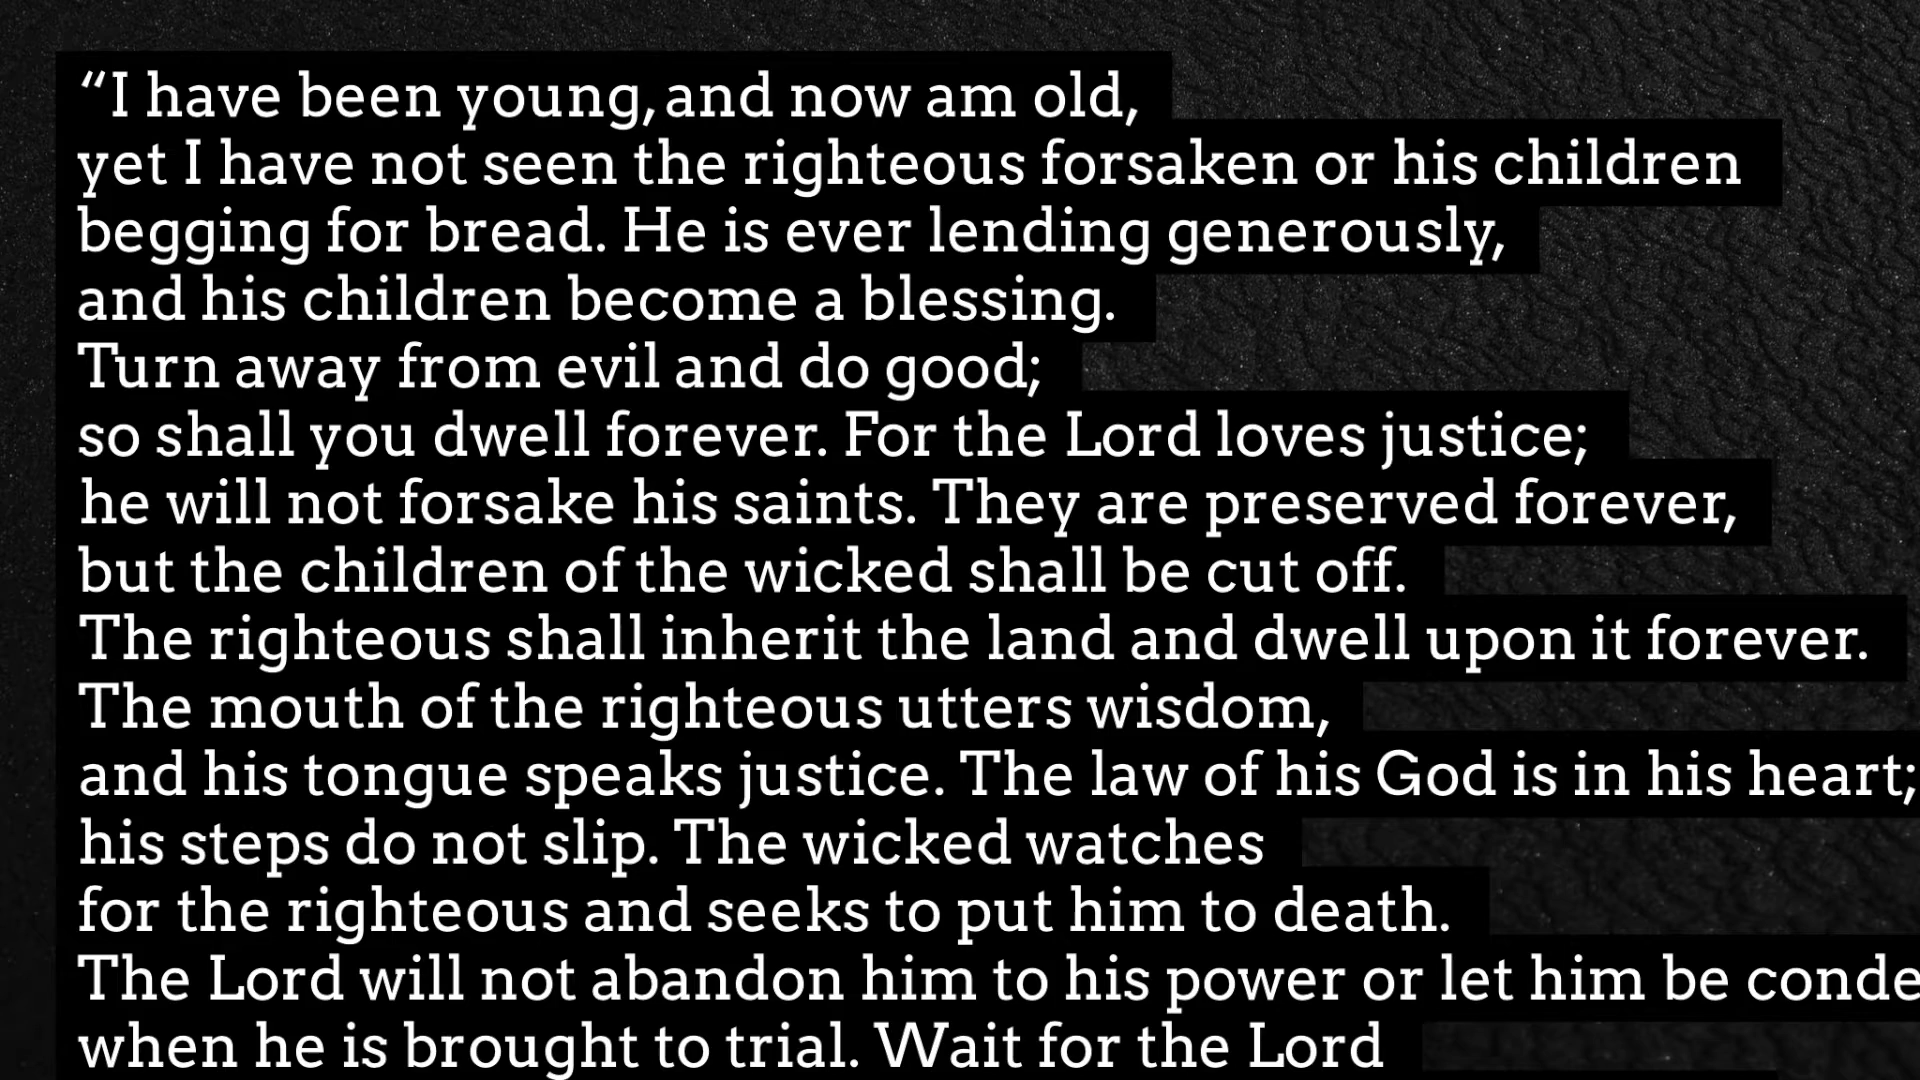 “I have been young, and now am old,
yet I have not seen the righteous forsaken or his children
begging for bread. He is ever lending generously,
and his children become a blessing.
Turn away from evil and do good;
so shall you dwell forever. For the Lord loves justice;
he will not forsake his saints. They are preserved forever,
but the children of the wicked shall be cut off.
The righteous shall inherit the land and dwell upon it forever.
The mouth of the righteous utters wisdom,
and his tongue speaks justice. The law of his God is in his heart;
his steps do not slip. The wicked watches
for the righteous and seeks to put him to death.
The Lord will not abandon him to his power or let him be conde
when he is brought to trial. Wait for the Lord